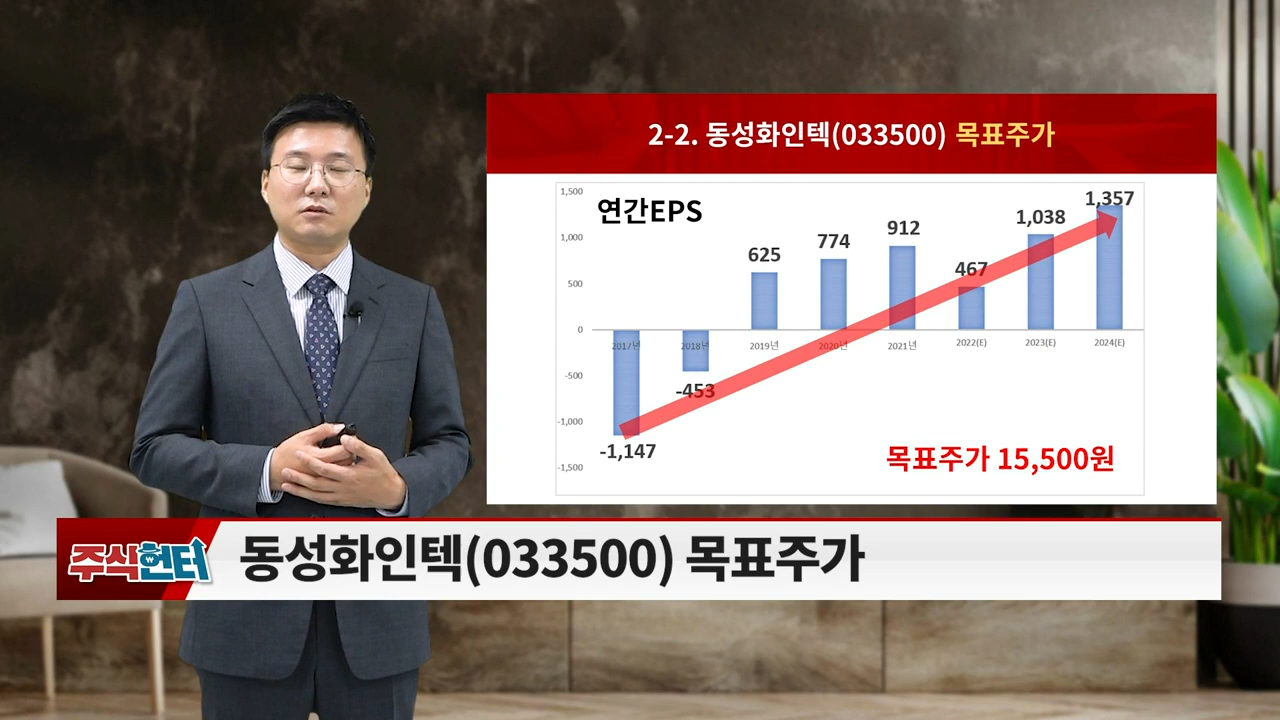 2-2. 동성화인텍(033500) 목표주가
연간EPS
1,500
1,000
500
0
-500
-1,000
-1,500
-1,147
-453
625
774
912
467
1,038
1,357
2017년
2018년
2019년
2020년
2021년
2022(E)
2023(E)
2024(E)
목표주가 15,500원
주식헌터
동성화인텍(033500) 목표주가